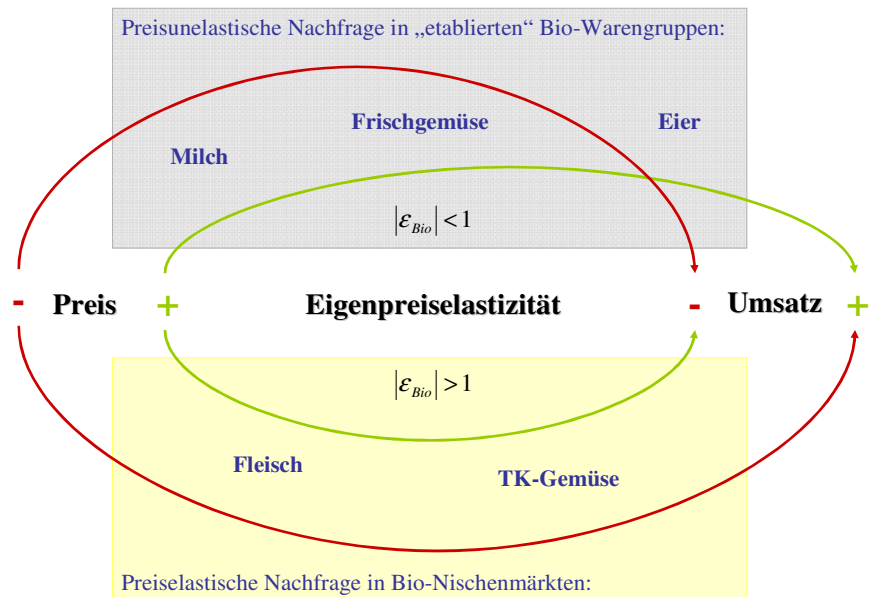 Preisunelastische Nachfrage in „etablierten“ Bio-Warengruppen:
Frischgemüse Eier
Milch
|ε_Bio| < 1
- Preis + Eigenpreiselastizität - Umsatz +
|ε_Bio| > 1
Fleisch
TK-Gemüse
Preiselastische Nachfrage in Bio-Nischenmärkten: